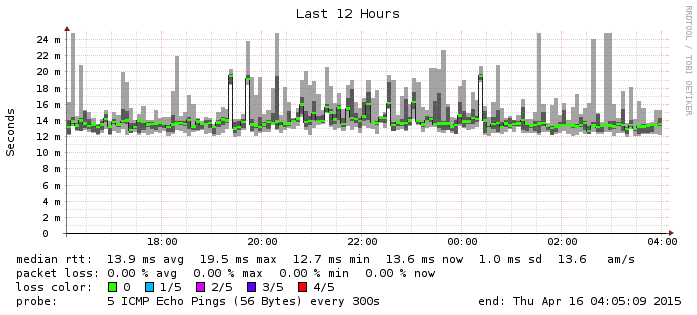 Last 12 Hours
RRDTOOL / TOBI OETIKER
Seconds
24 m
22 m
20 m
18 m
16 m
14 m
12 m
10 m
8 m
6 m
4 m
2 m
0
18:00 20:00 22:00 00:00 02:00 04:00
median rtt: 13.9 ms avg 19.5 ms max 12.7 ms min 13.6 ms now 1.0 ms sd 13.6 am/s
packet loss: 0.00 % avg 0.00 % max 0.00 % min 0.00 % now
loss color: 0 1/5 2/5 3/5 4/5
probe: 5 ICMP Echo Pings (56 Bytes) every 300s end: Thu Apr 16 04:05:09 2015